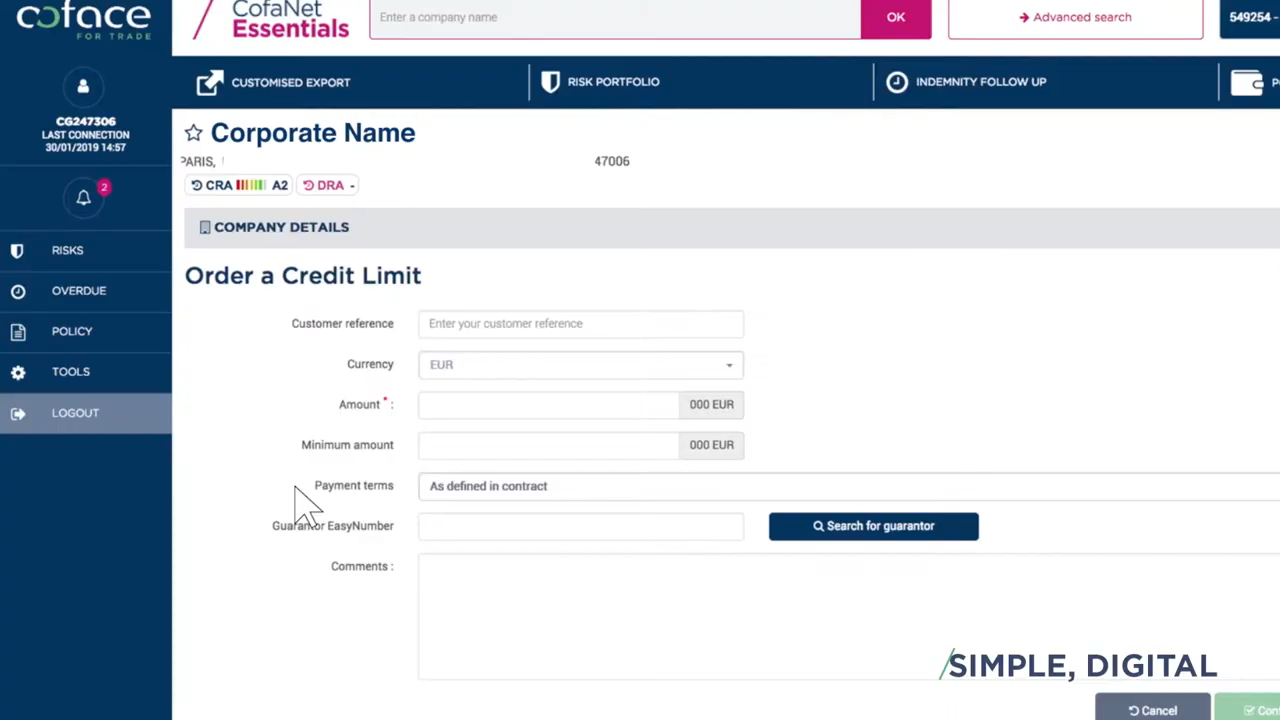 coface
FOR TRADE
CofaNet
Essentials
Enter a company name
OK
Advanced search
549254 -
CUSTOMISED EXPORT
RISK PORTFOLIO
INDEMNITY FOLLOW UP
CG247306
LAST CONNECTION
30/01/2019 14:57
2
RISKS
OVERDUE
POLICY
TOOLS
LOGOUT
Corporate Name
PARIS,
47006
CRA A2
DRA -
COMPANY DETAILS
Order a Credit Limit
Customer reference
Enter your customer reference
Currency
EUR
Amount * :
000 EUR
Minimum amount
000 EUR
Payment terms
As defined in contract
Guarantor EasyNumber
Search for guarantor
Comments :
SIMPLE, DIGITAL
Cancel